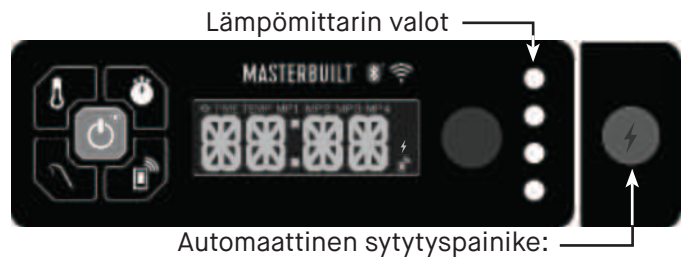 Lämpömittarin valot
MASTERBUILT
TIME TEMP MP1 MP2 MP3 MP4
Automaattinen sytytyspainike: